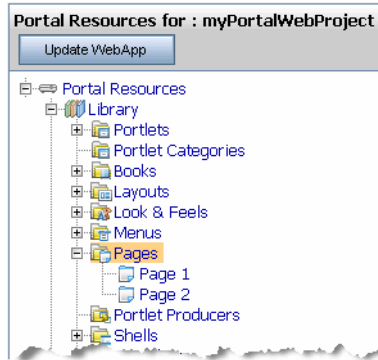 Portal Resources for : myPortalWebProject
Update WebApp
Portal Resources
Library
Portlets
Portlet Categories
Books
Layouts
Look & Feels
Menus
Pages
Page 1
Page 2
Portlet Producers
Shells